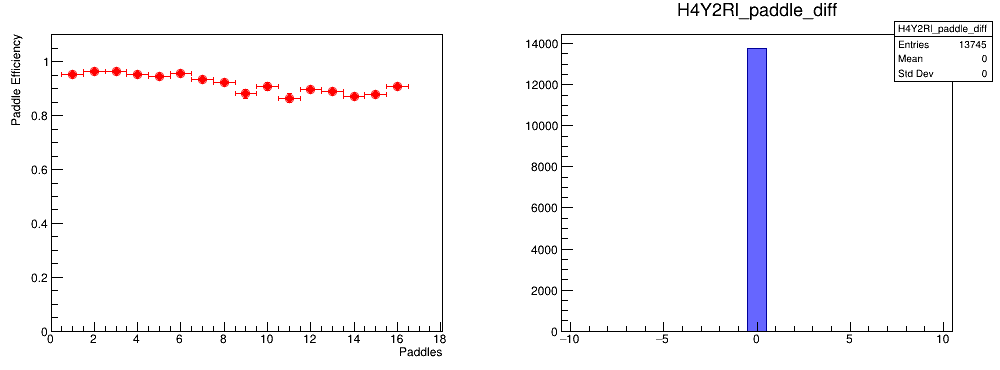 Paddle Efficiency
1
0.8
0.6
0.4
0.2
0
0 2 4 6 8 10 12 14 16 18
Paddles
H4Y2Rl_paddle_diff
H4Y2Rl_paddle_diff
Entries 13745
Mean 0
Std Dev 0
14000
12000
10000
8000
6000
4000
2000
0
−10 −5 0 5 10